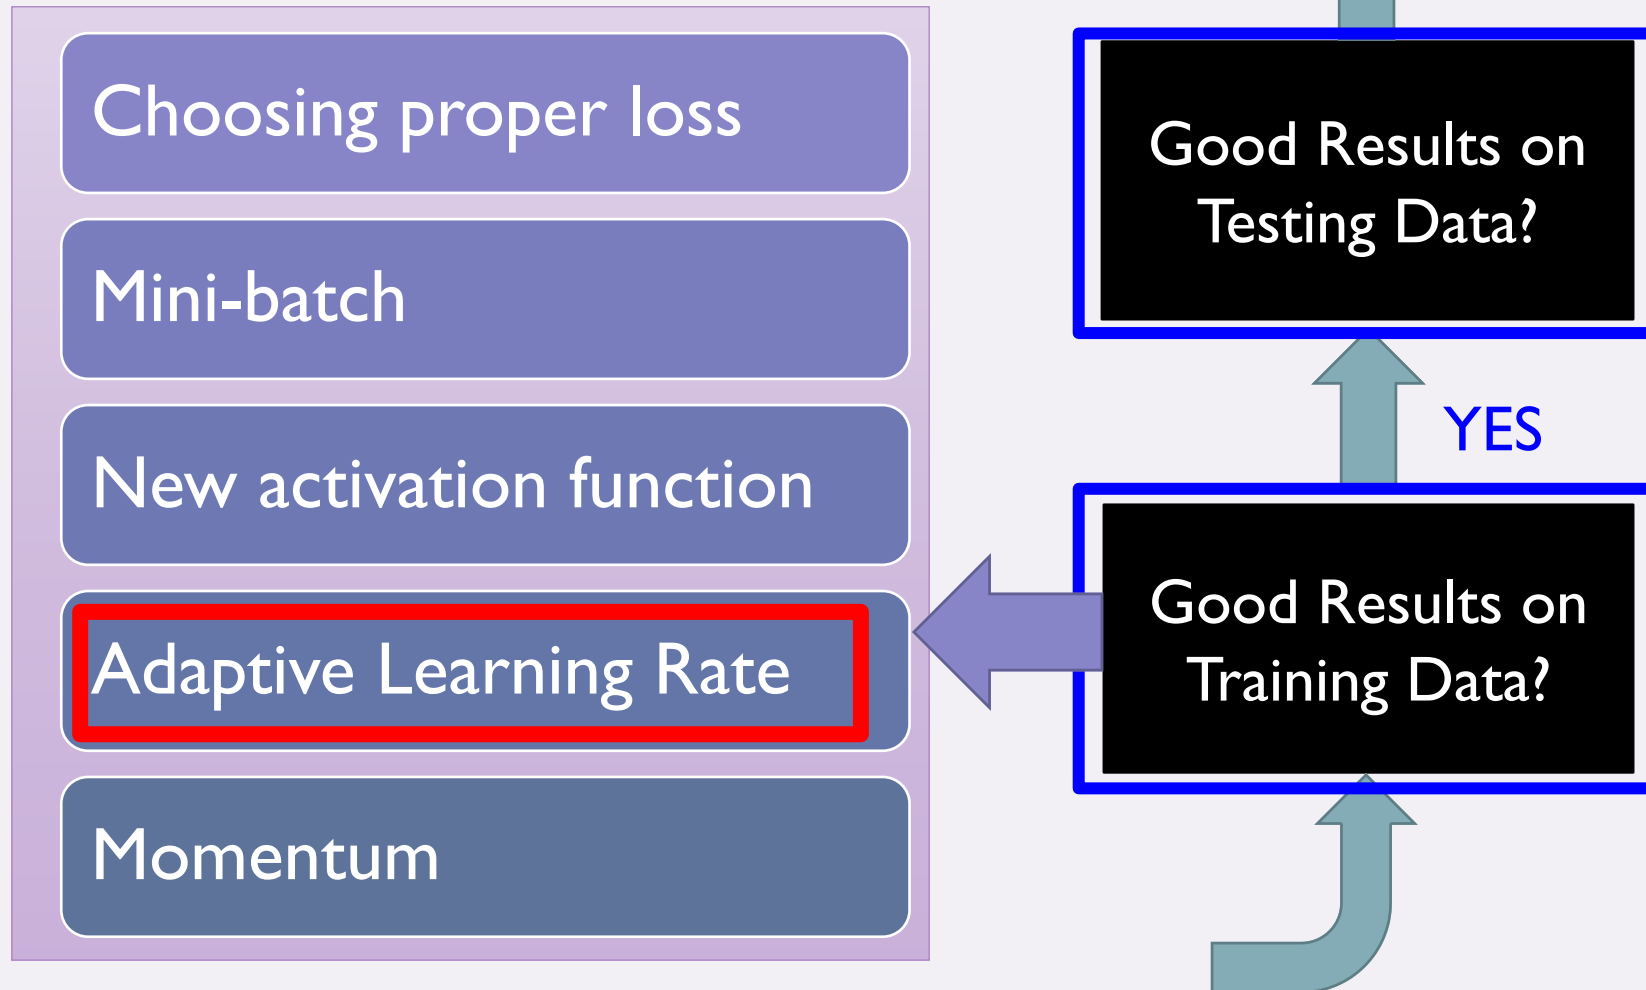 Choosing proper loss
Mini-batch
New activation function
Adaptive Learning Rate
Momentum
Good Results on
Testing Data?
YES
Good Results on
Training Data?